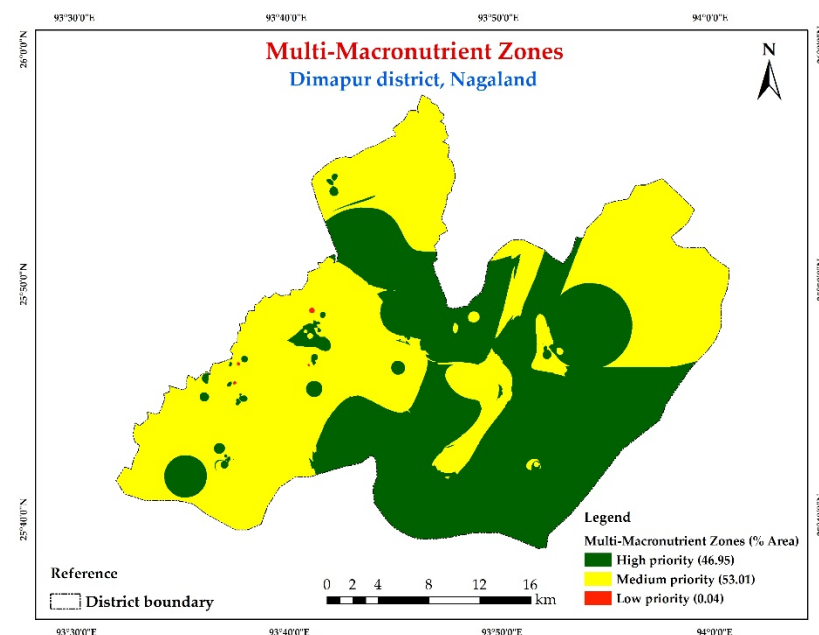 93°30'0"E 93°40'0"E 93°50'0"E 94°0'0"E
26°0'0"N
Multi-Macronutrient Zones
Dimapur district, Nagaland
N
25°50'0"N
25°40'0"N
Legend
Multi-Macronutrient Zones (% Area)
High priority (46.95)
Medium priority (53.01)
Low priority (0.04)
Reference
District boundary
0 2 4 8 12 16
km
93°30'0"E 93°40'0"E 93°50'0"E 94°0'0"E